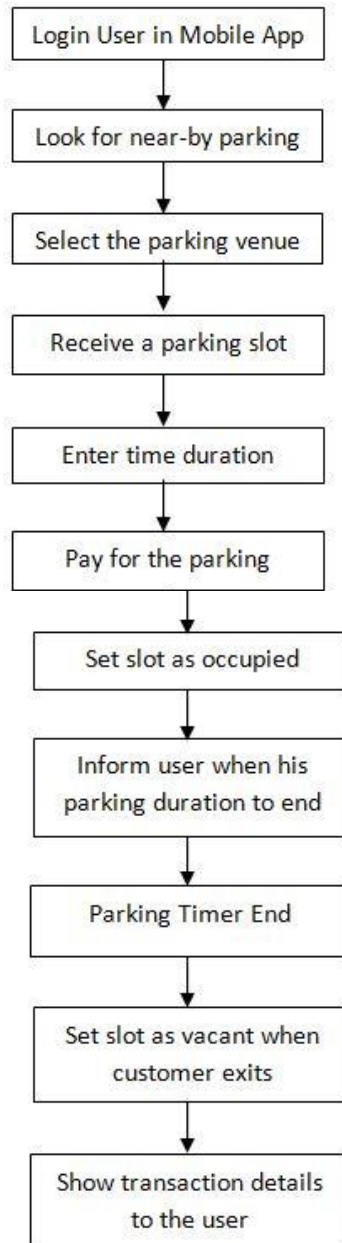 Login User in Mobile App
Look for near-by parking
Select the parking venue
Receive a parking slot
Enter time duration
Pay for the parking
Set slot as occupied
Inform user when his
parking duration to end
Parking Timer End
Set slot as vacant when
customer exits
Show transaction details
to the user